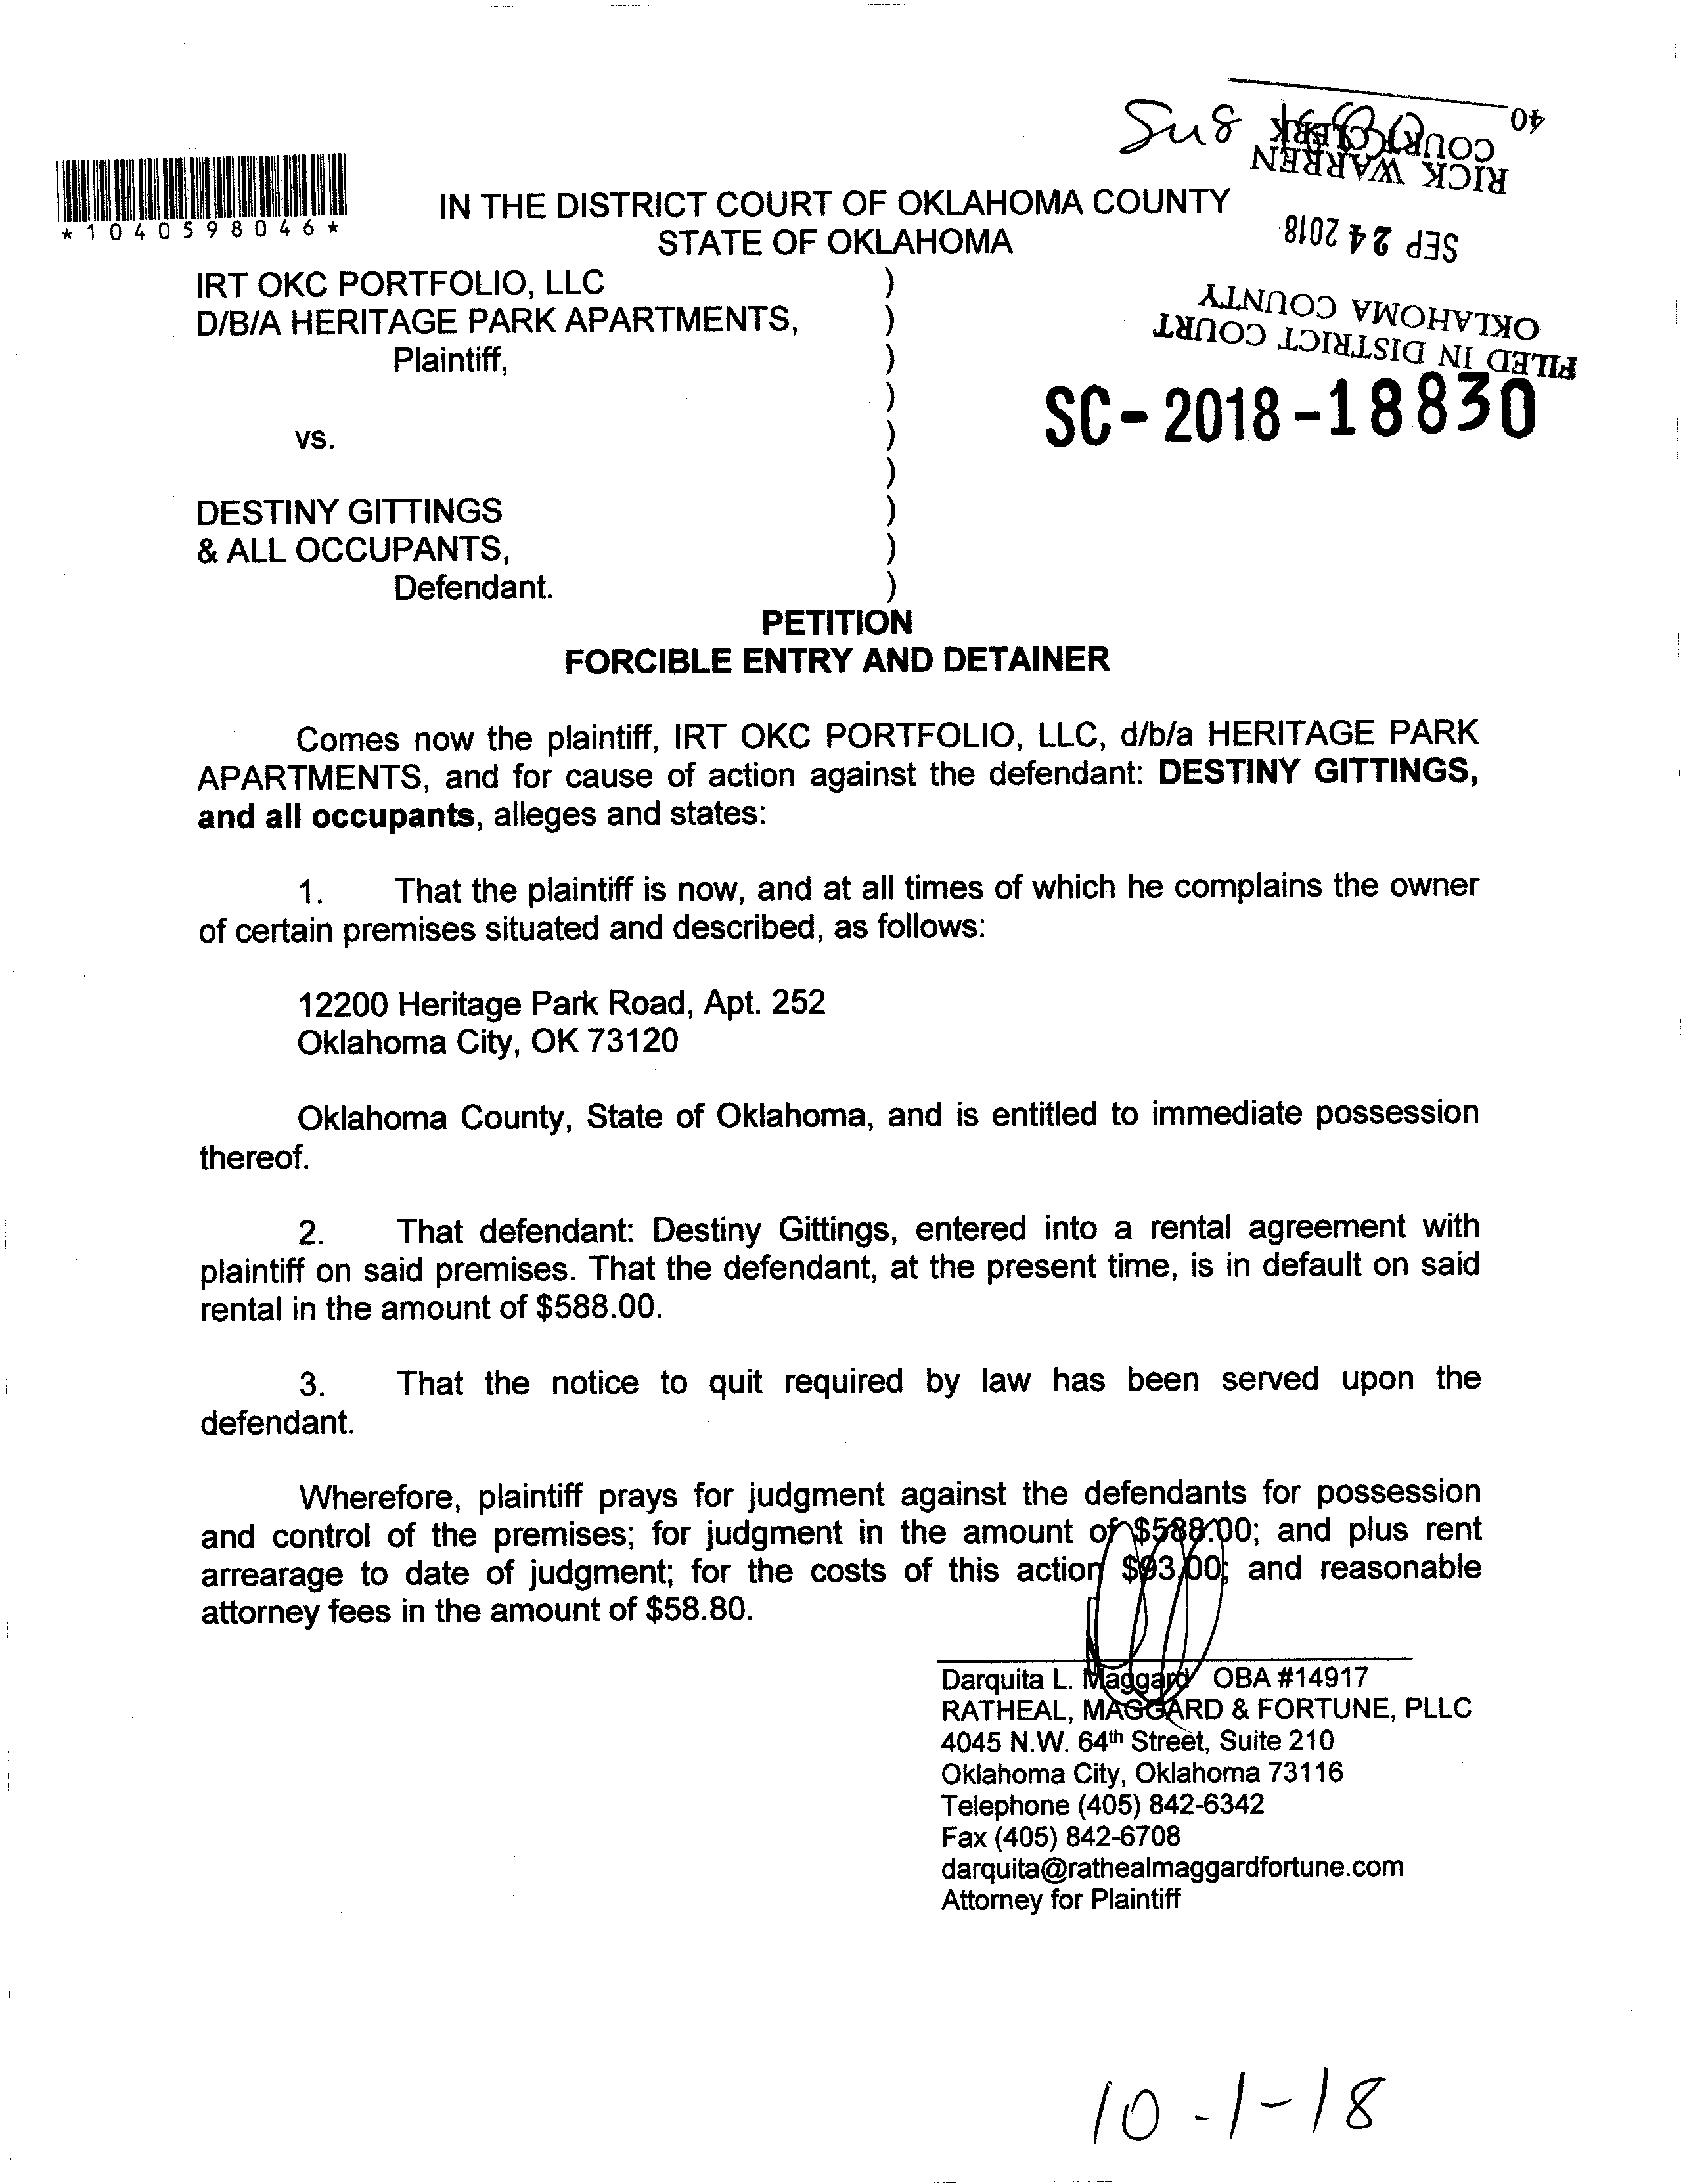 40
COURT CLERK
RICK WARREN
SEP 24 2018
OKLAHOMA COUNTY
FILED IN DISTRICT COURT
*1040598046*
IN THE DISTRICT COURT OF OKLAHOMA COUNTY
STATE OF OKLAHOMA
IRT OKC PORTFOLIO, LLC )
D/B/A HERITAGE PARK APARTMENTS, )
Plaintiff, )
)
vs. )
)
DESTINY GITTINGS )
& ALL OCCUPANTS, )
Defendant. )
SC-2018-18830
PETITION
FORCIBLE ENTRY AND DETAINER
Comes now the plaintiff, IRT OKC PORTFOLIO, LLC, d/b/a HERITAGE PARK
APARTMENTS, and for cause of action against the defendant: DESTINY GITTINGS,
and all occupants, alleges and states:
1. That the plaintiff is now, and at all times of which he complains the owner
of certain premises situated and described, as follows:
12200 Heritage Park Road, Apt. 252
Oklahoma City, OK 73120
Oklahoma County, State of Oklahoma, and is entitled to immediate possession
thereof.
2. That defendant: Destiny Gittings, entered into a rental agreement with
plaintiff on said premises. That the defendant, at the present time, is in default on said
rental in the amount of $588.00.
3. That the notice to quit required by law has been served upon the
defendant.
Wherefore, plaintiff prays for judgment against the defendants for possession
and control of the premises; for judgment in the amount of $588.00; and plus rent
arrearage to date of judgment; for the costs of this action $93.00; and reasonable
attorney fees in the amount of $58.80.
Darquita L. Maggard OBA #14917
RATHEAL, MAGGARD & FORTUNE, PLLC
4045 N.W. 64th Street, Suite 210
Oklahoma City, Oklahoma 73116
Telephone (405) 842-6342
Fax (405) 842-6708
darquita@rathealmaggardfortune.com
Attorney for Plaintiff
10-1-18